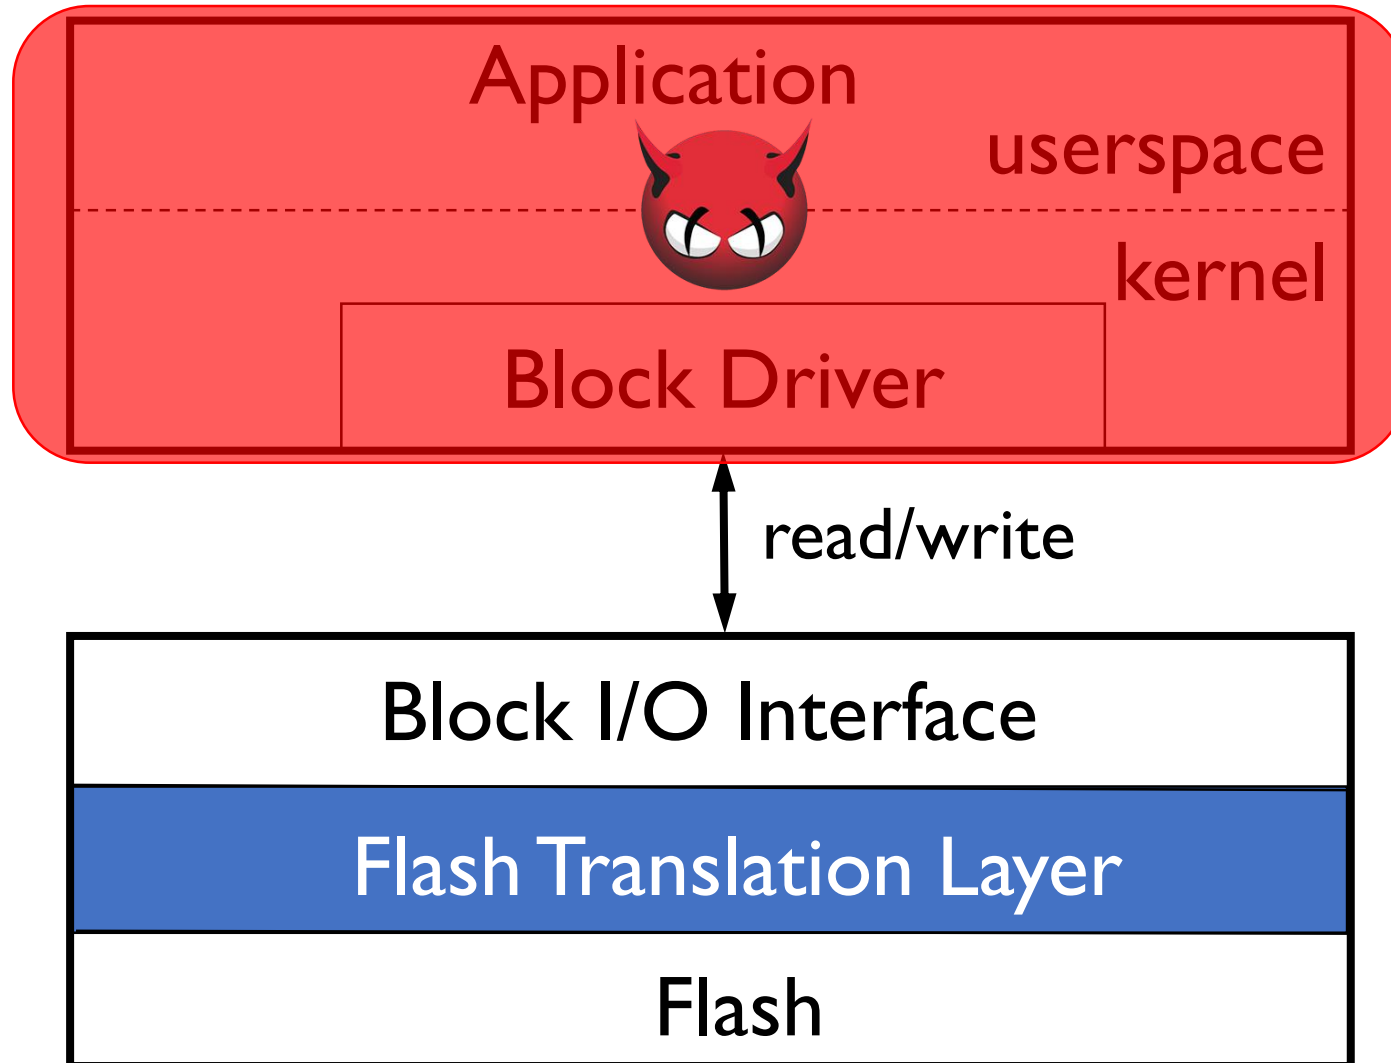 Application
userspace
kernel
Block Driver
read/write
Block I/O Interface
Flash Translation Layer
Flash